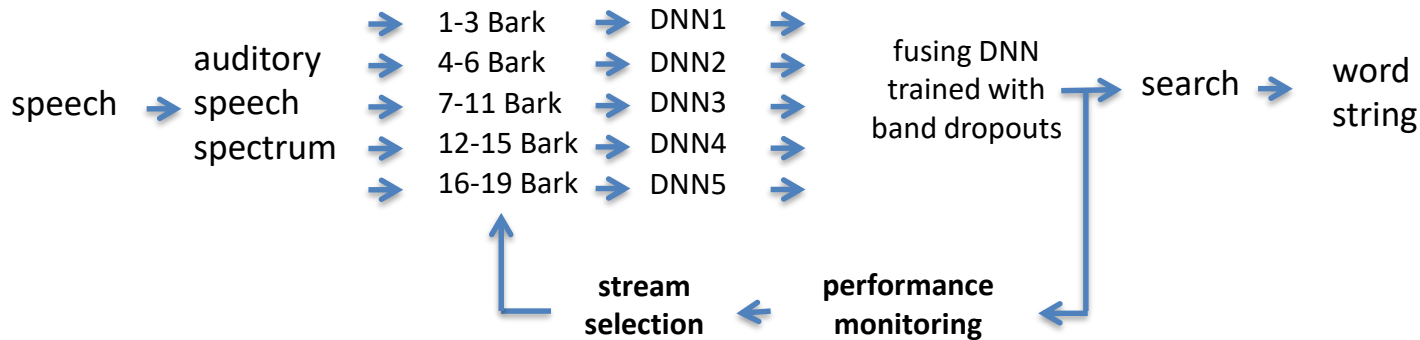 speech
auditory
speech
spectrum
1-3 Bark
4-6 Bark
7-11 Bark
12-15 Bark
16-19 Bark
DNN1
DNN2
DNN3
DNN4
DNN5
fusing DNN
trained with
band dropouts
search
word
string
stream
selection
performance
monitoring